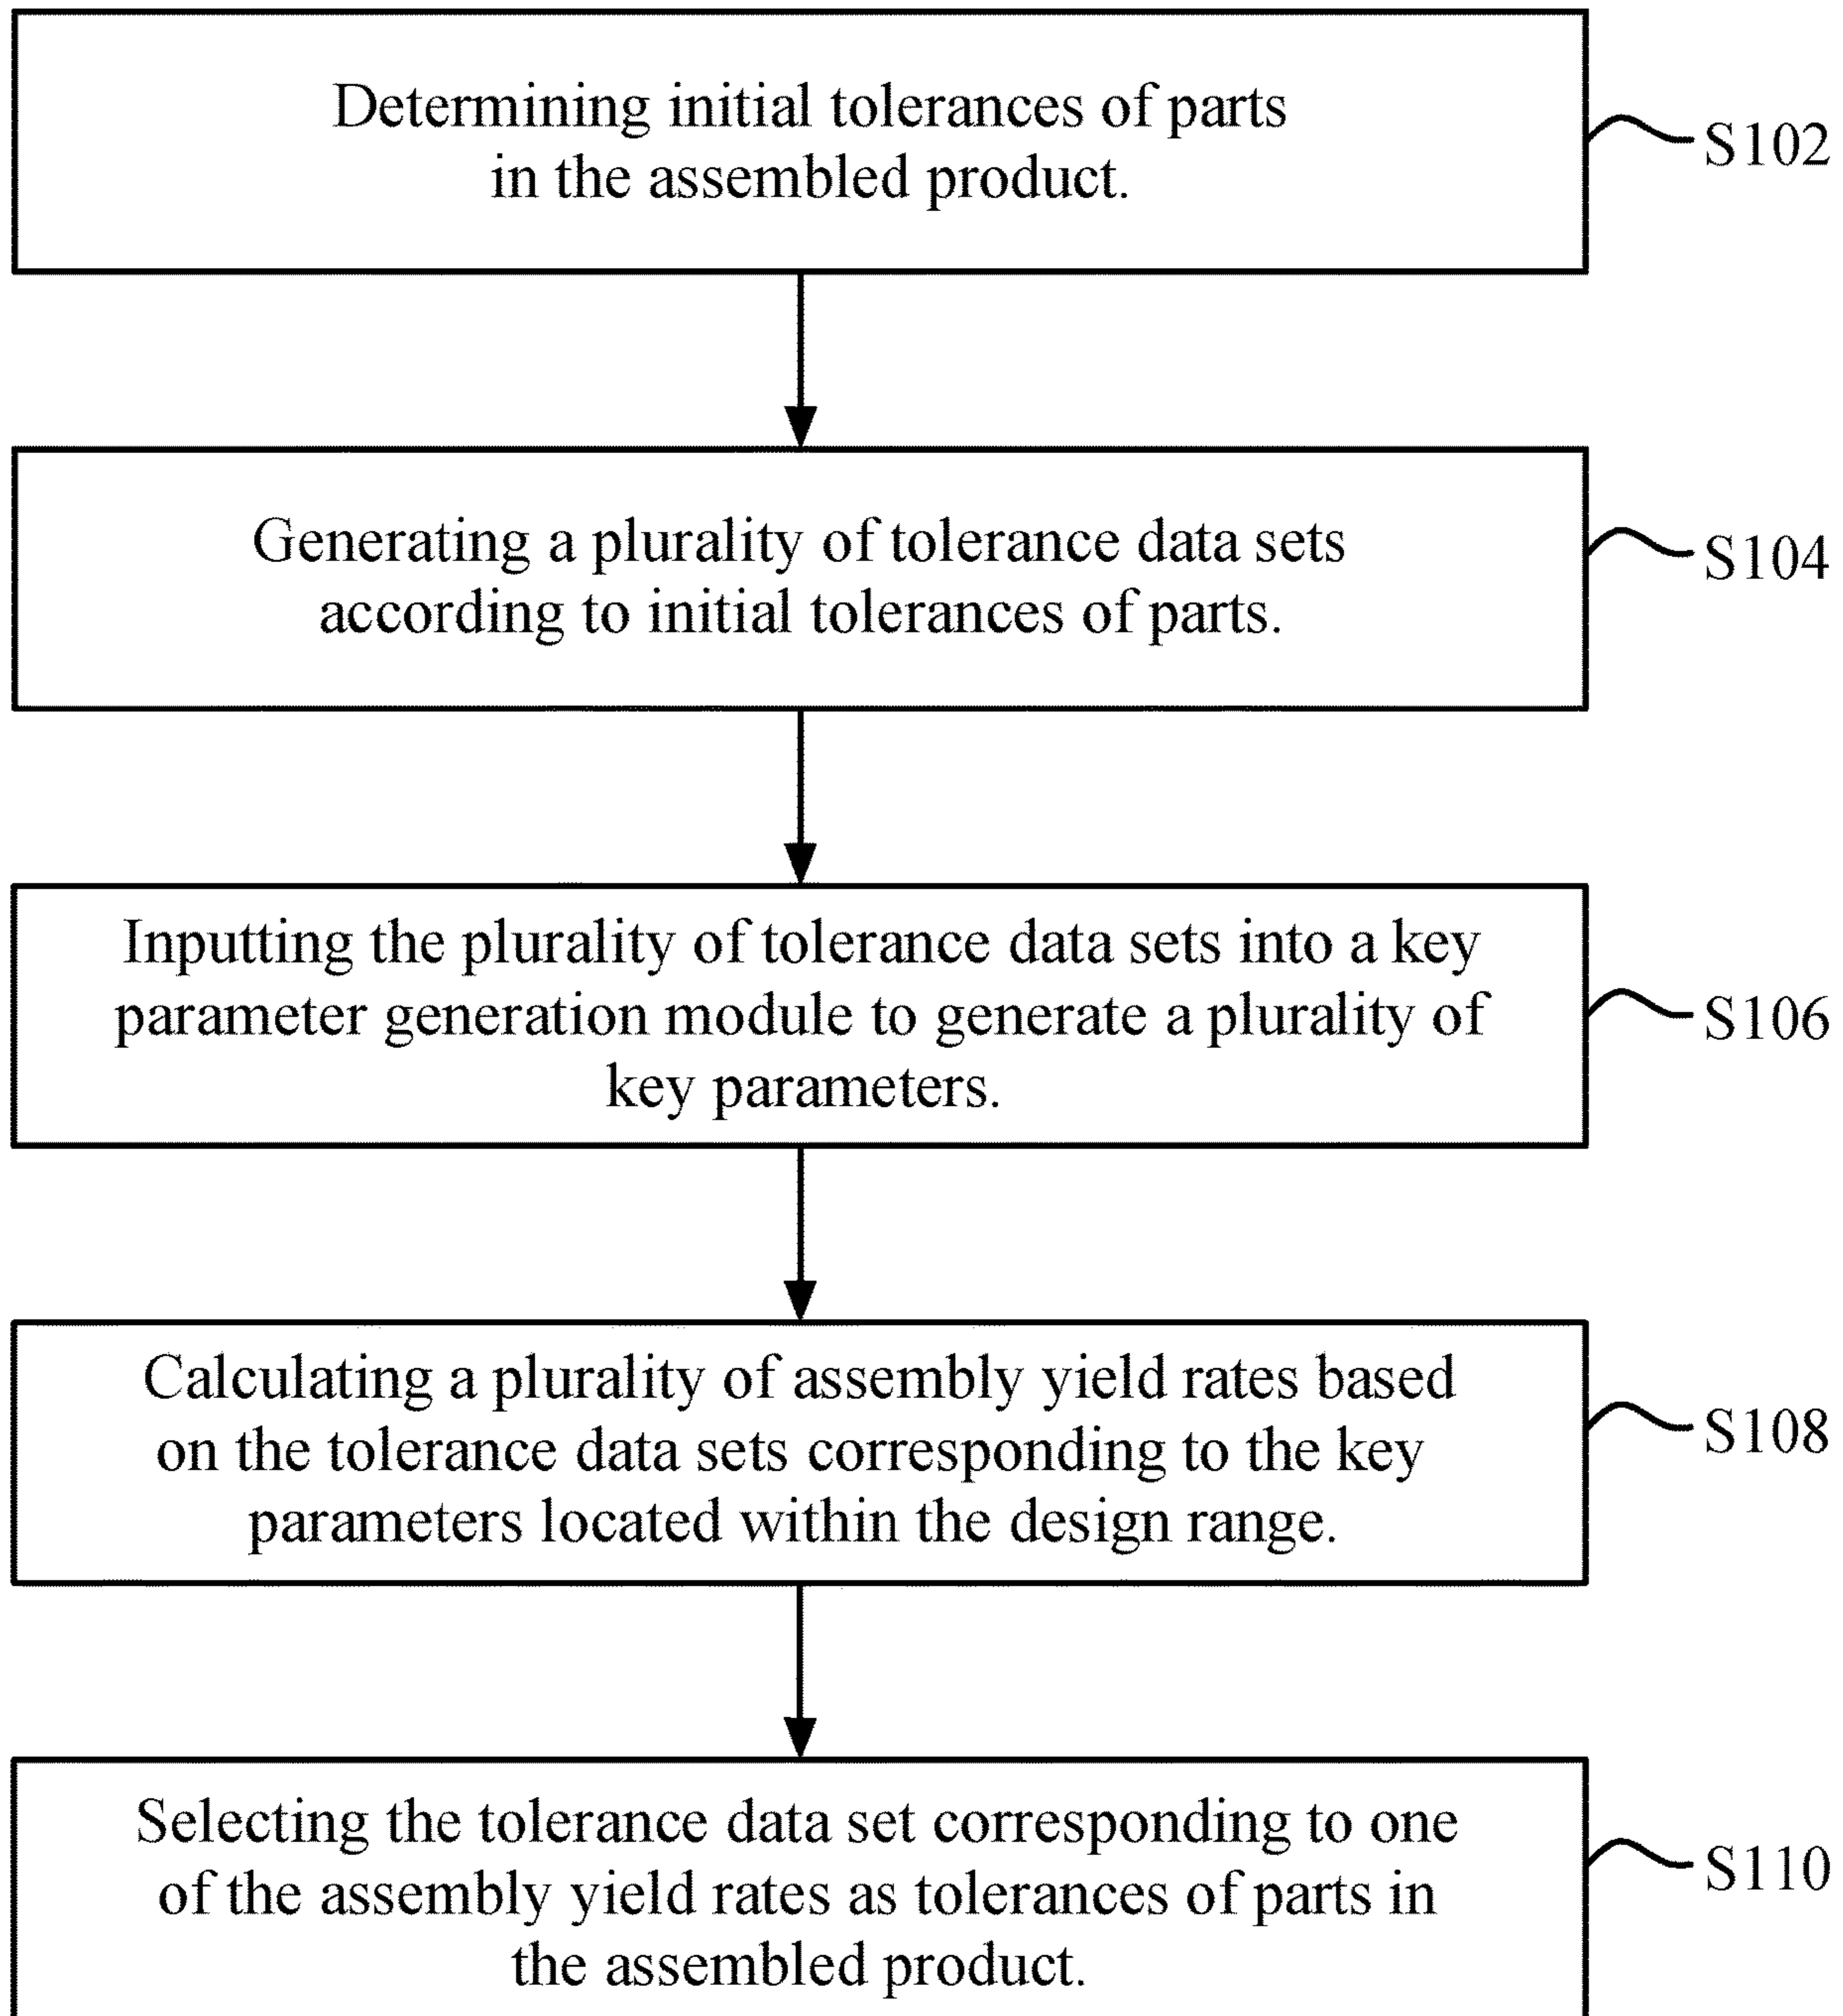 Determining initial tolerances of parts
in the assembled product.
S102
Generating a plurality of tolerance data sets
according to initial tolerances of parts.
S104
Inputting the plurality of tolerance data sets into a key
parameter generation module to generate a plurality of
key parameters.
S106
Calculating a plurality of assembly yield rates based
on the tolerance data sets corresponding to the key
parameters located within the design range.
S108
Selecting the tolerance data set corresponding to one
of the assembly yield rates as tolerances of parts in
the assembled product.
S110